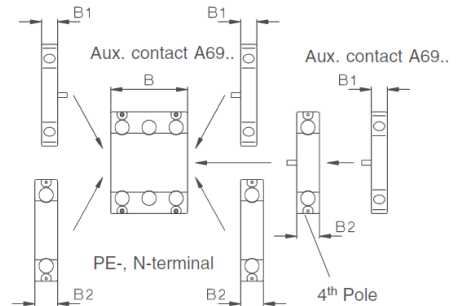 B1 B1
Aux. contact A69.. Aux. contact A69..
B B1
B2
PE-, N-terminal
B2 B2 4th Pole